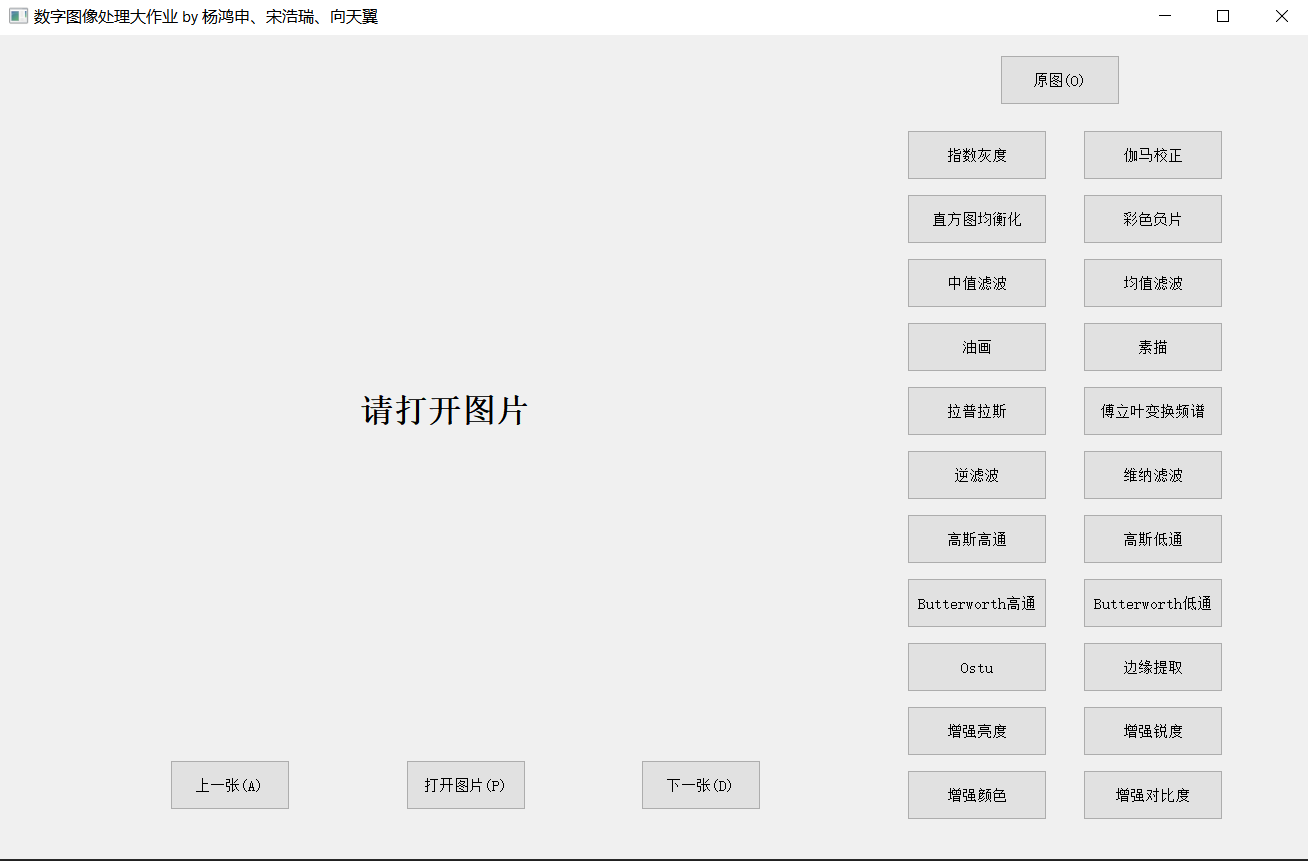 数字图像处理大作业 by 杨鸿申、宋浩瑞、向天翼
原图(O)
指数灰度 伽马校正
直方图均衡化 彩色负片
中值滤波 均值滤波
油画 素描
拉普拉斯 傅立叶变换频谱
请打开图片
逆滤波 维纳滤波
高斯高通 高斯低通
Butterworth高通 Butterworth低通
Ostu 边缘提取
增强亮度 增强锐度
上一张(A) 打开图片(P) 下一张(D)
增强颜色 增强对比度